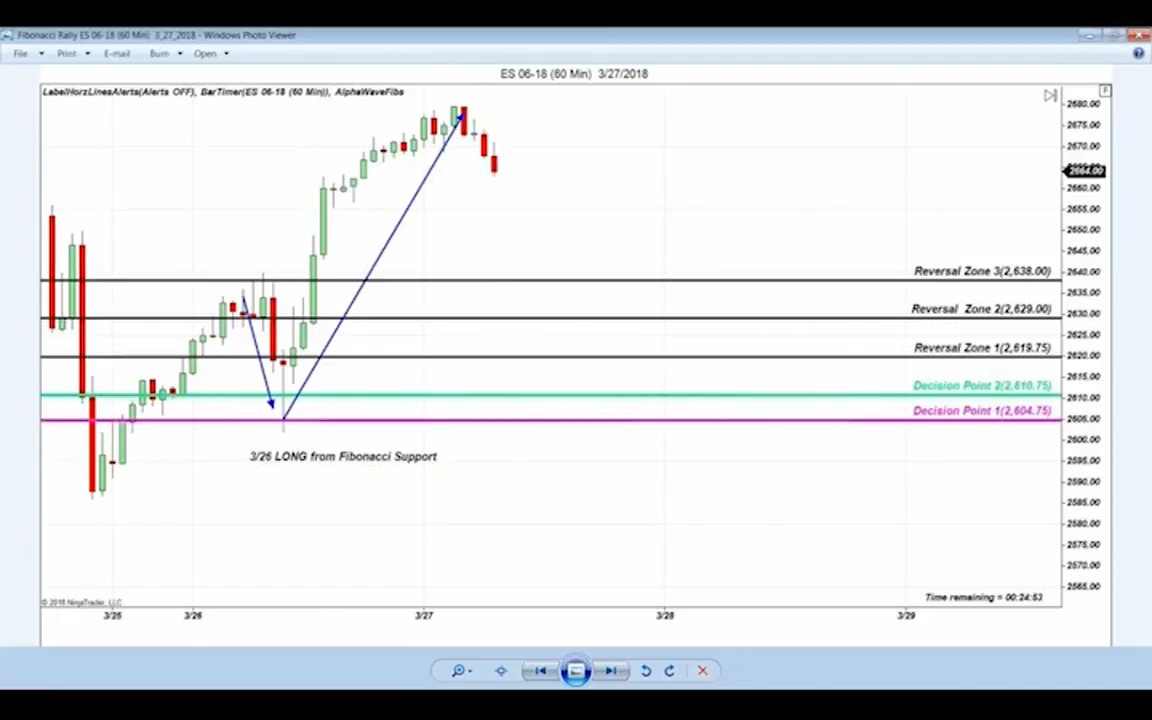 Fibonacci Rally ES 06-18 (60 Min) 3_27_2018 - Windows Photo Viewer
File Print E-mail Burn Open
ES 06-18 (60 Min) 3/27/2018
LabelHorzLinesAlerts(Alerts OFF), BarTimer(ES 06-18 (60 Min)), AlphaWaveFibs
F
2680.00
2675.00
2670.00
2664.00
2660.00
2655.00
2650.00
2645.00
2640.00
Reversal Zone 3(2,638.00)
2635.00
2630.00
Reversal Zone 2(2,629.00)
2625.00
2620.00
Reversal Zone 1(2,619.75)
2615.00
2610.00
Decision Point 2(2,610.75)
2605.00
Decision Point 1(2,604.75)
2600.00
3/26 LONG from Fibonacci Support
2595.00
2590.00
2585.00
2580.00
2575.00
2570.00
2565.00
Time remaining = 00:24:53
© 2018 NinjaTrader, LLC
3/25 3/26 3/27 3/28 3/29